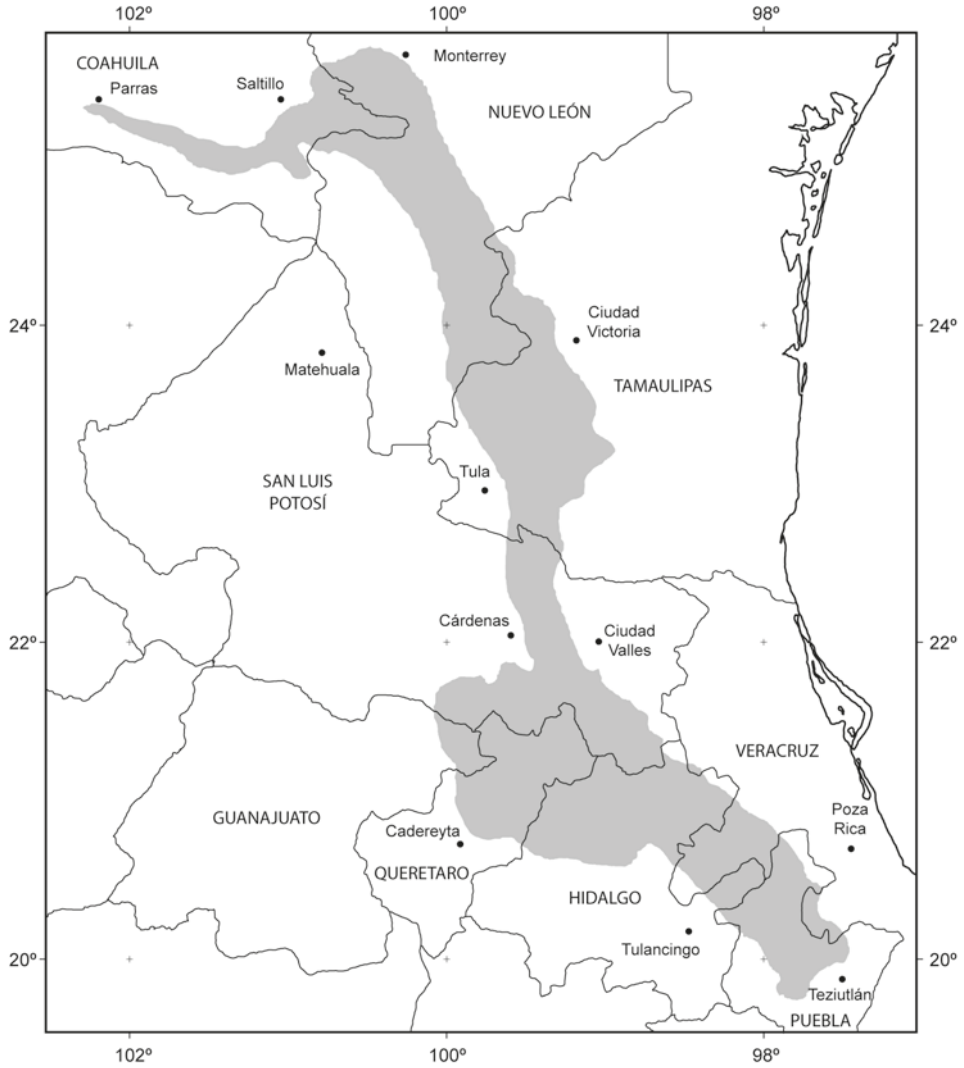 102º 100º 98º
COAHUILA
Parras
Saltillo
Monterrey
NUEVO LEÓN
24º
24º
Ciudad
Victoria
Matehuala
TAMAULIPAS
Tula
SAN LUIS
POTOSÍ
22º
22º
Cárdenas
Ciudad
Valles
VERACRUZ
GUANAJUATO
Poza
Rica
Cadereyta
QUERETARO
HIDALGO
Tulancingo
20º
20º
Teziutlán
PUEBLA
102º 100º 98º